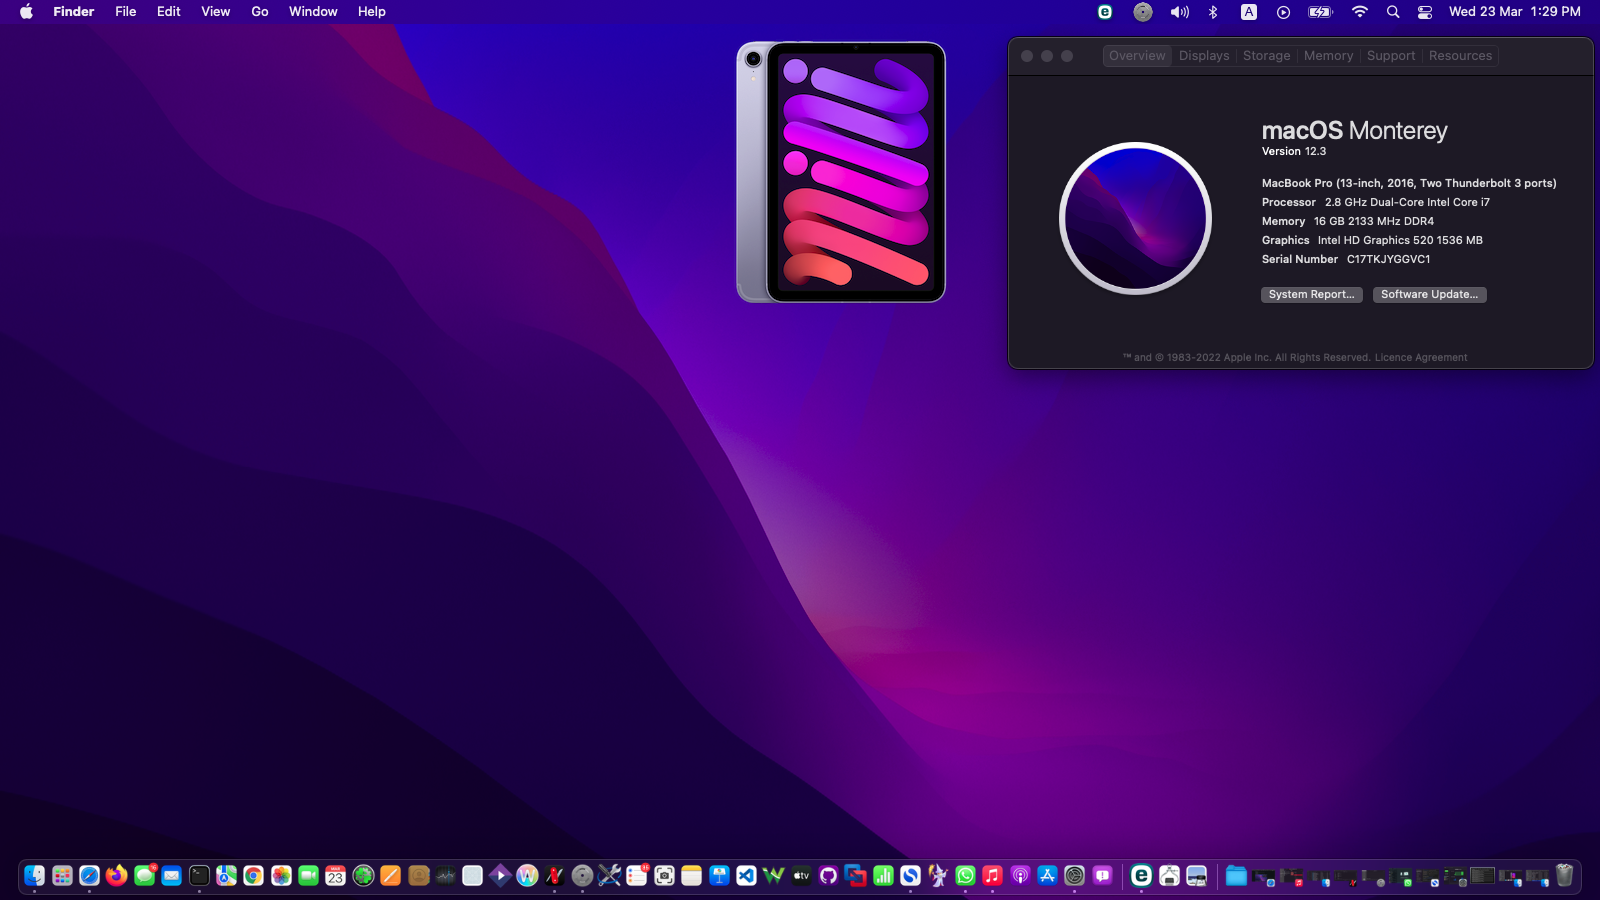 Finder File Edit View Go Window Help
A
Wed 23 Mar 1:29 PM
Overview Displays Storage Memory Support Resources
macOS Monterey
Version 12.3
MacBook Pro (13-inch, 2016, Two Thunderbolt 3 ports)
Processor 2.8 GHz Dual-Core Intel Core i7
Memory 16 GB 2133 MHz DDR4
Graphics Intel HD Graphics 520 1536 MB
Serial Number C17TKJYGGVC1
System Report... Software Update...
™ and © 1983-2022 Apple Inc. All Rights Reserved. Licence Agreement
23
tv